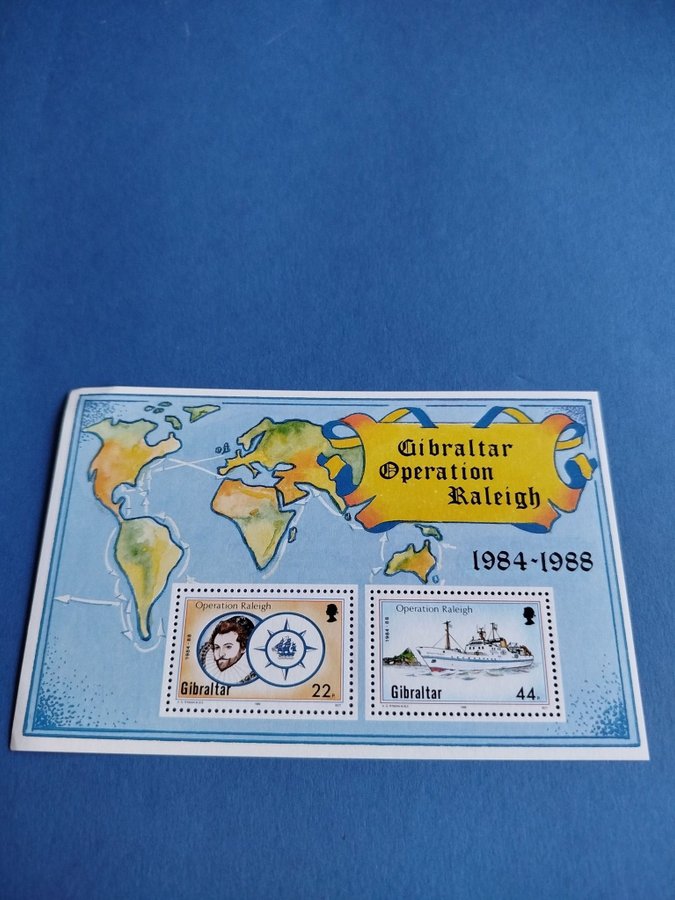 Gibraltar
Operation
Raleigh
1984-1988
Operation Raleigh
1984-88
Gibraltar
22P.
Operation Raleigh
1984-88
Gibraltar
44P.